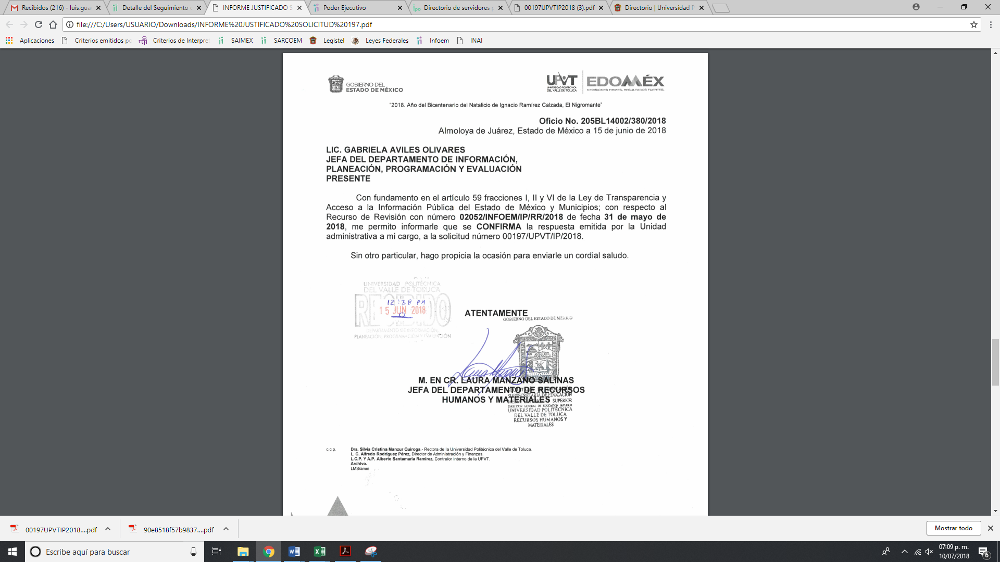 Recibidos (216) - luis.gua
Detalle del Seguimiento d
INFORME JUSTIFICADO S
Poder Ejecutivo
Directorio de servidores p
00197UPVTIP2018 (3).pdf
Directorio | Universidad P
file:///C:/Users/USUARIO/Downloads/INFORME%20JUSTIFICADO%20SOLICITUD%20197.pdf
Aplicaciones
Criterios emitidos po
Criterios de Interpret
SAIMEX
SARCOEM
Legistel
Leyes Federales
Infoem
INAI
GOBIERNO DEL
ESTADO DE MÉXICO
UPVT
UNIVERSIDAD POLITÉCNICA
DEL VALLE DE TOLUCA
EDOMÉX
DECISIONES FIRMES, RESULTADOS FUERTES.
"2018. Año del Bicentenario del Natalicio de Ignacio Ramírez Calzada, El Nigromante"
Oficio No. 205BL14002/380/2018
Almoloya de Juárez, Estado de México a 15 de junio de 2018
LIC. GABRIELA AVILES OLIVARES
JEFA DEL DEPARTAMENTO DE INFORMACIÓN,
PLANEACIÓN, PROGRAMACIÓN Y EVALUACIÓN
PRESENTE
Con fundamento en el artículo 59 fracciones I, II y VI de la Ley de Transparencia y
Acceso a la Información Pública del Estado de México y Municipios; con respecto al
Recurso de Revisión con número 02052/INFOEM/IP/RR/2018 de fecha 31 de mayo de
2018, me permito informarle que se CONFIRMA la respuesta emitida por la Unidad
administrativa a mi cargo, a la solicitud número 00197/UPVT/IP/2018.
Sin otro particular, hago propicia la ocasión para enviarle un cordial saludo.
UNIVERSIDAD POLITÉCNICA
DEL VALLE DE TOLUCA
RECIBIDO
12:38 PM
15 JUN 2018
DEPARTAMENTO DE INFORMACIÓN,
PLANEACIÓN, PROGRAMACIÓN Y EVALUACIÓN
ATENTAMENTE
GOBIERNO DEL ESTADO DE MÉXICO
M. EN CR. LAURA MANZANO SALINAS
JEFA DEL DEPARTAMENTO DE RECURSOS
HUMANOS Y MATERIALES
SUBSECRETARÍA DE EDUCACIÓN
SUPERIOR
DIRECCIÓN GENERAL DE EDUCACIÓN SUPERIOR
UNIVERSIDAD POLITÉCNICA
DEL VALLE DE TOLUCA
RECURSOS HUMANOS Y
MATERIALES
c.c.p. Dra. Silvia Cristina Manzur Quiroga.- Rectora de la Universidad Politécnica del Valle de Toluca.
L. C. Alfredo Rodríguez Pérez, Director de Administración y Finanzas.
L.C.P. Y A.P. Alberto Santamaría Ramírez, Contralor interno de la UPVT.
Archivo.
LMS/amm
00197UPVTIP2018....pdf
90e8518f57b9837....pdf
Mostrar todo
Escribe aquí para buscar
07:09 p. m.
10/07/2018
6